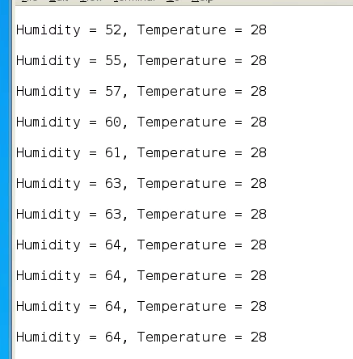 Humidity = 52, Temperature = 28
Humidity = 55, Temperature = 28
Humidity = 57, Temperature = 28
Humidity = 60, Temperature = 28
Humidity = 61, Temperature = 28
Humidity = 63, Temperature = 28
Humidity = 63, Temperature = 28
Humidity = 64, Temperature = 28
Humidity = 64, Temperature = 28
Humidity = 64, Temperature = 28
Humidity = 64, Temperature = 28